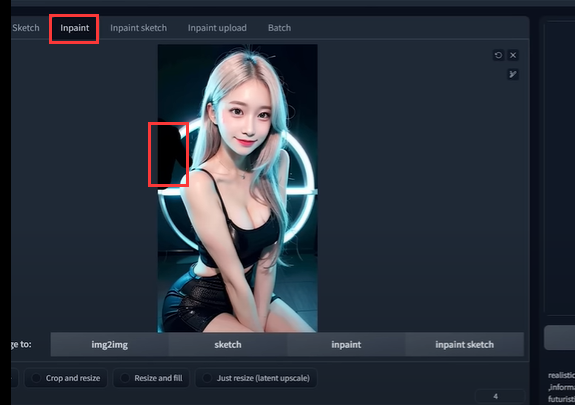 Sketch Inpaint Inpaint sketch Inpaint upload Batch
ge to: img2img sketch inpaint inpaint sketch
Crop and resize Resize and fill Just resize (latent upscale)
4
realistic
,informa
futuristi